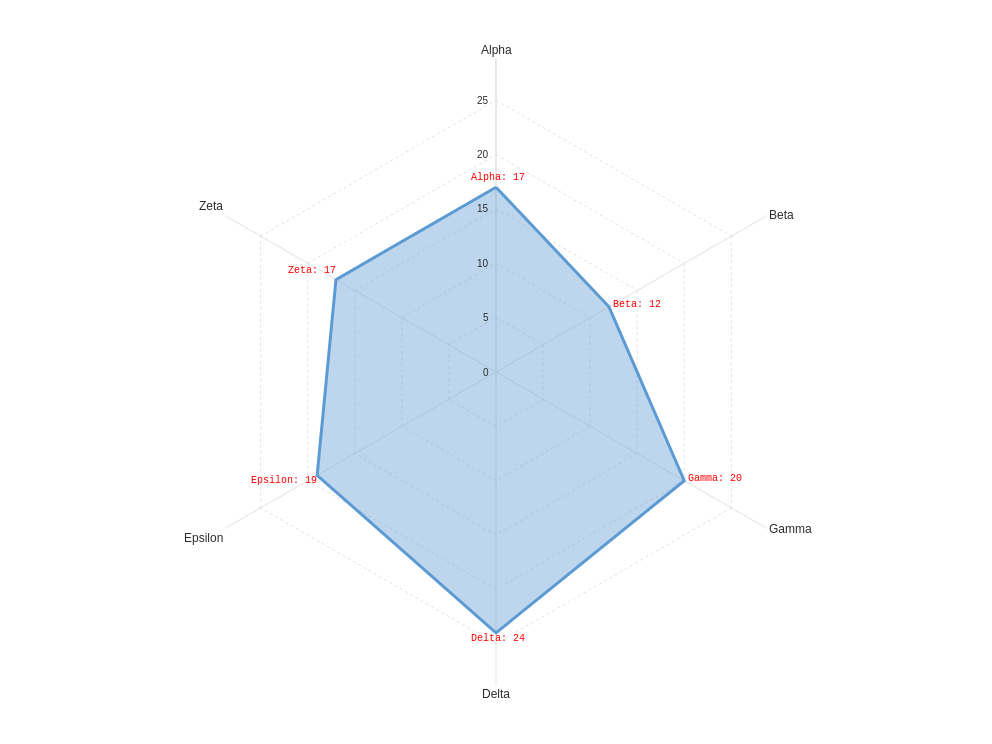 Alpha
25
20
Alpha: 17
Zeta
15
Beta
10
Zeta: 17
Beta: 12
5
0
Gamma: 20
Epsilon: 19
Gamma
Epsilon
Delta: 24
Delta